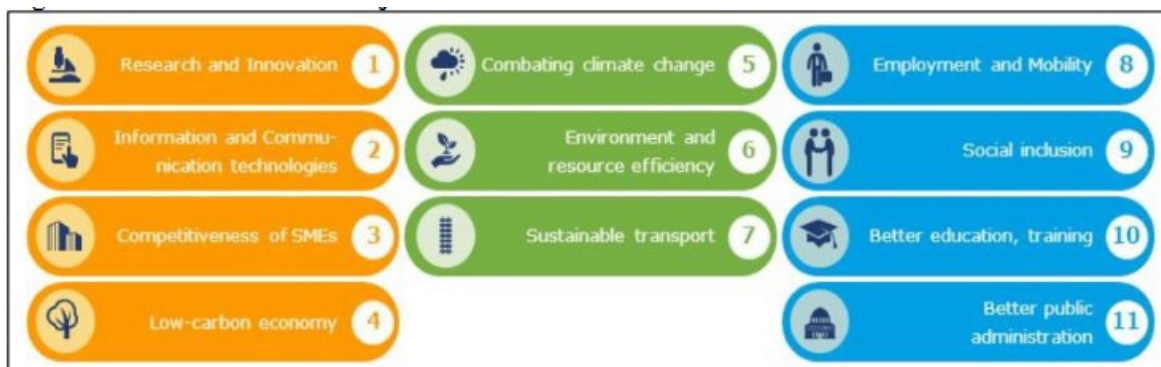 Research and Innovation 1
Information and Commu-
nication technologies 2
Competitiveness of SMEs 3
Low-carbon economy 4
Combating climate change 5
Environment and
resource efficiency 6
Sustainable transport 7
Employment and Mobility 8
Social inclusion 9
Better education, training 10
Better public
administration 11